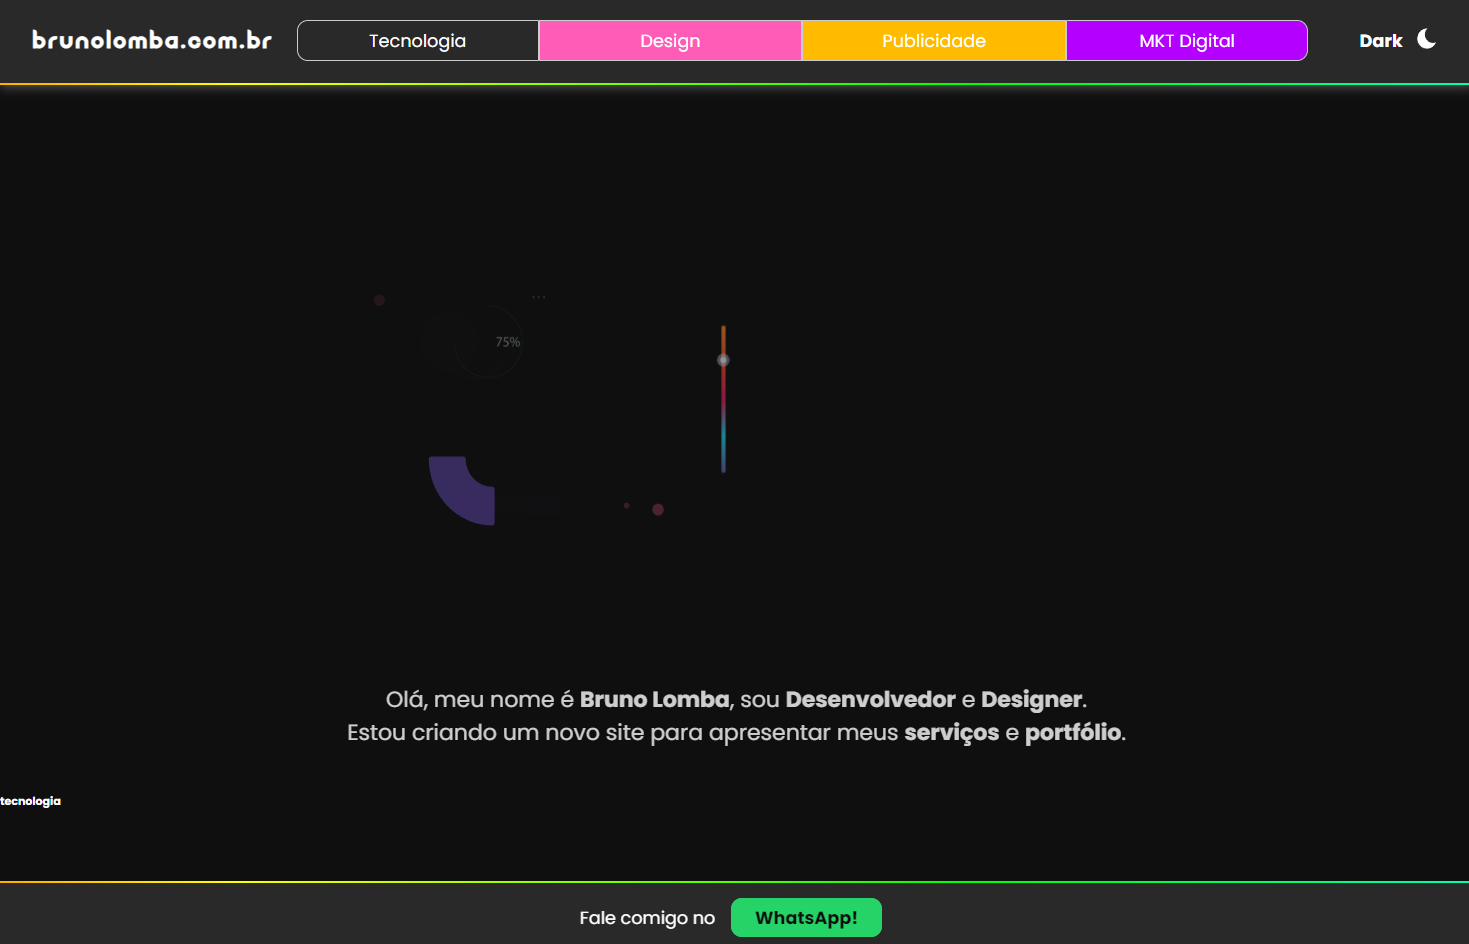 brunolomba.com.br
Tecnologia
Design
Publicidade
MKT Digital
Dark
75%
Olá, meu nome é Bruno Lomba, sou Desenvolvedor e Designer.
Estou criando um novo site para apresentar meus serviços e portfólio.
tecnologia
Fale comigo no
WhatsApp!